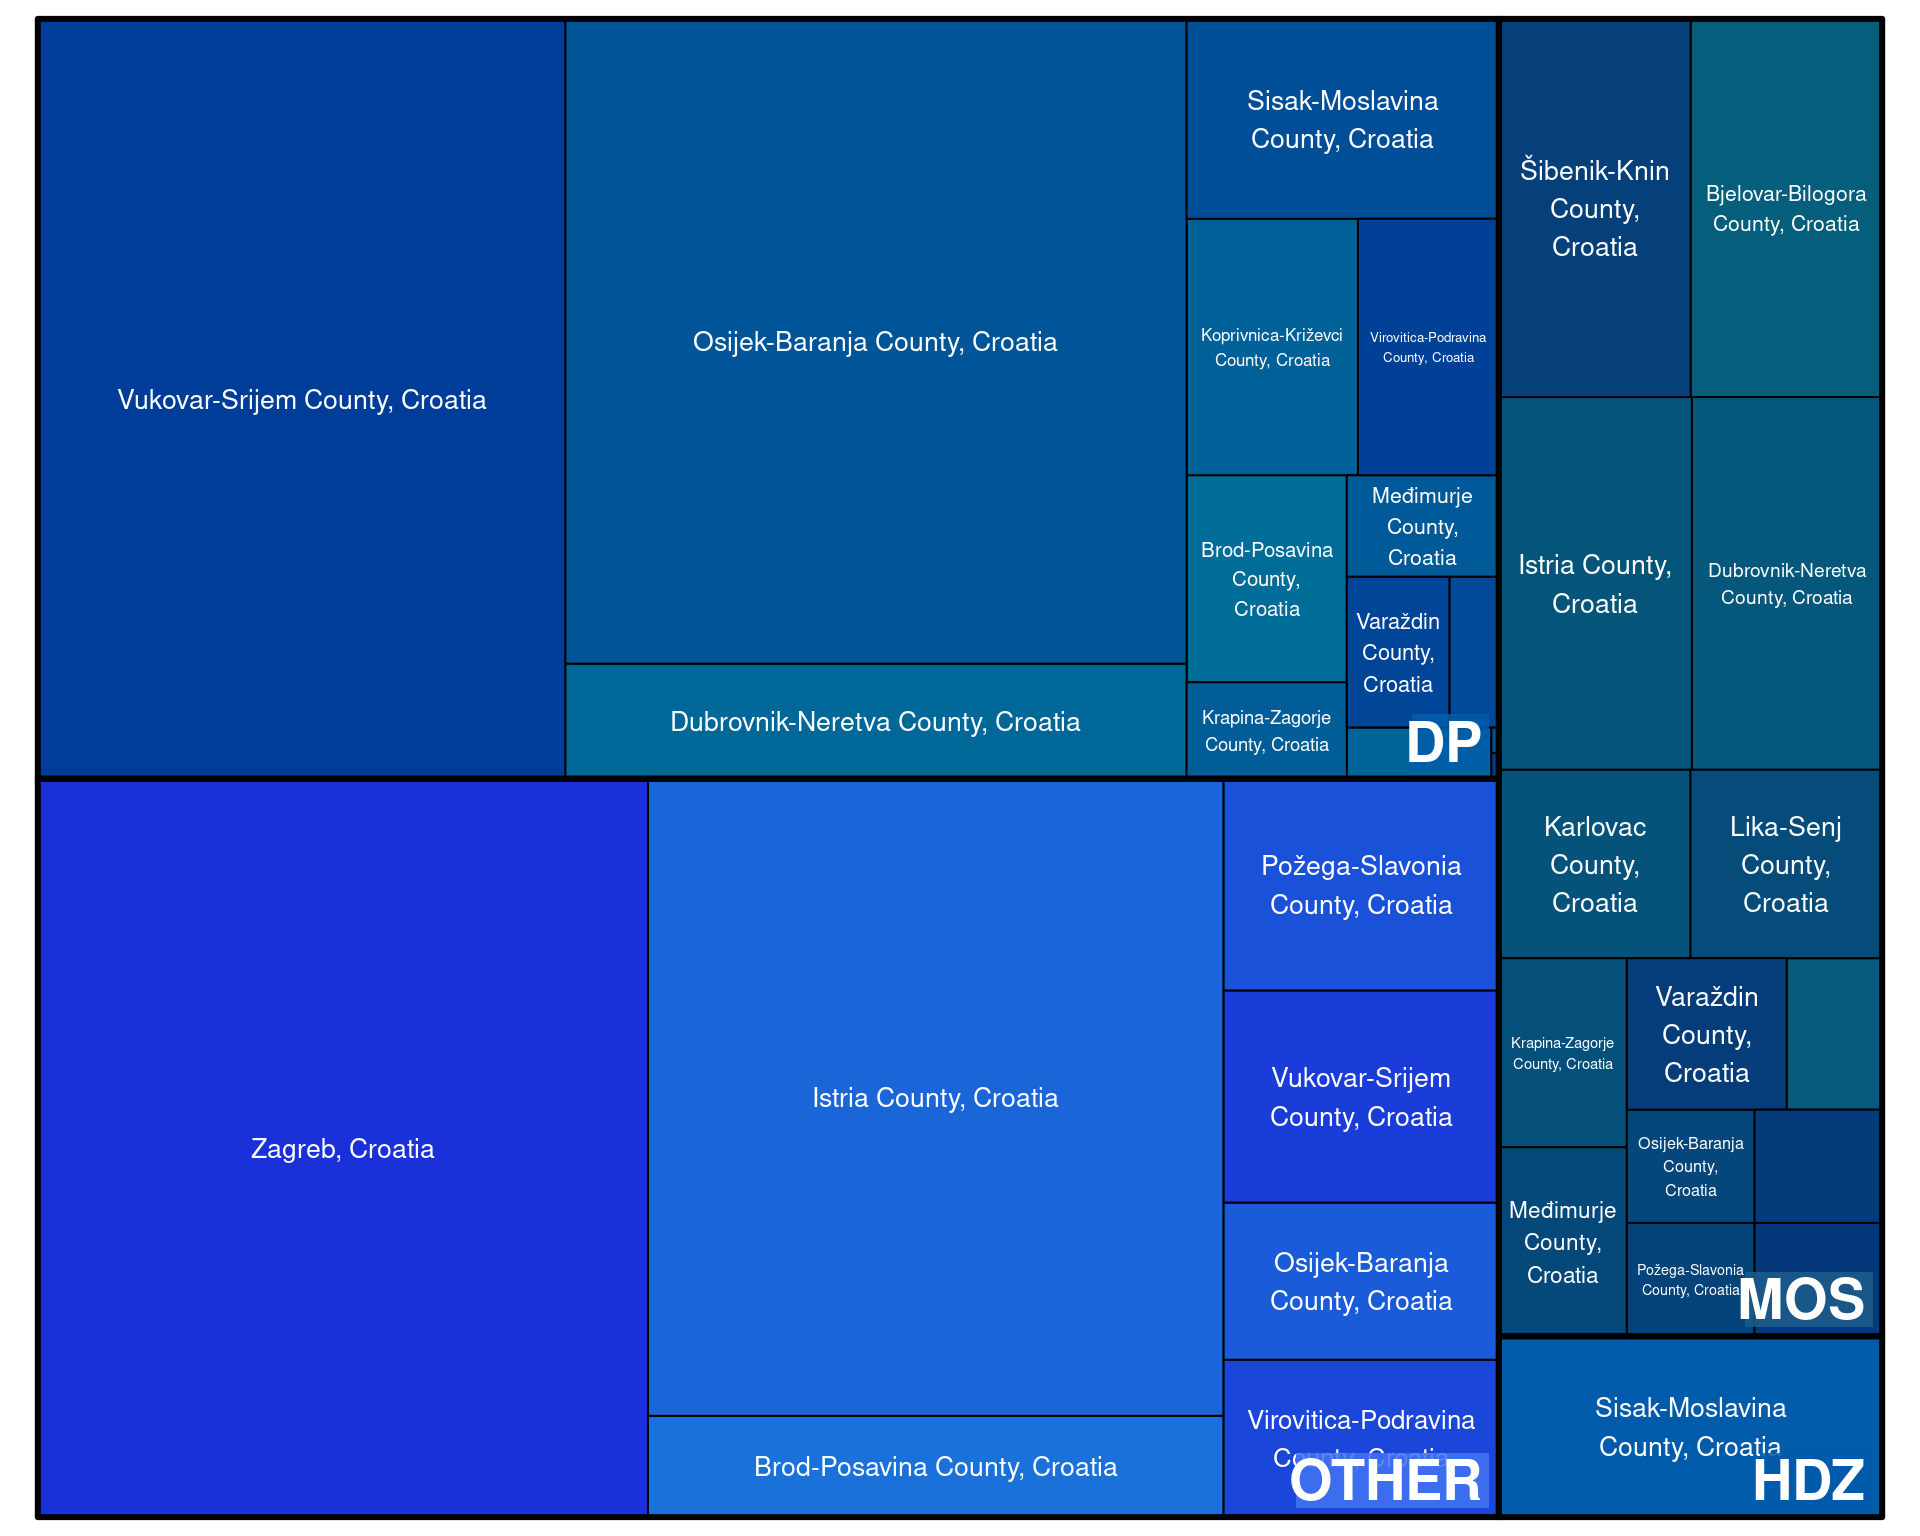 Vukovar-Srijem County, Croatia
Osijek-Baranja County, Croatia
Dubrovnik-Neretva County, Croatia
Sisak-Moslavina
County, Croatia
Koprivnica-Križevci
County, Croatia
Virovitica-Podravina
County, Croatia
Brod-Posavina
County,
Croatia
Međimurje
County,
Croatia
Varaždin
County,
Croatia
Krapina-Zagorje
County, Croatia
DP
Zagreb, Croatia
Istria County, Croatia
Brod-Posavina County, Croatia
Požega-Slavonia
County, Croatia
Vukovar-Srijem
County, Croatia
Osijek-Baranja
County, Croatia
Virovitica-Podravina
County, Croatia
OTHER
Šibenik-Knin
County,
Croatia
Bjelovar-Bilogora
County, Croatia
Istria County,
Croatia
Dubrovnik-Neretva
County, Croatia
Karlovac
County,
Croatia
Lika-Senj
County,
Croatia
Krapina-Zagorje
County, Croatia
Varaždin
County,
Croatia
Međimurje
County,
Croatia
Osijek-Baranja
County,
Croatia
Požega-Slavonia
County, Croatia
MOS
Sisak-Moslavina
County, Croatia
HDZ